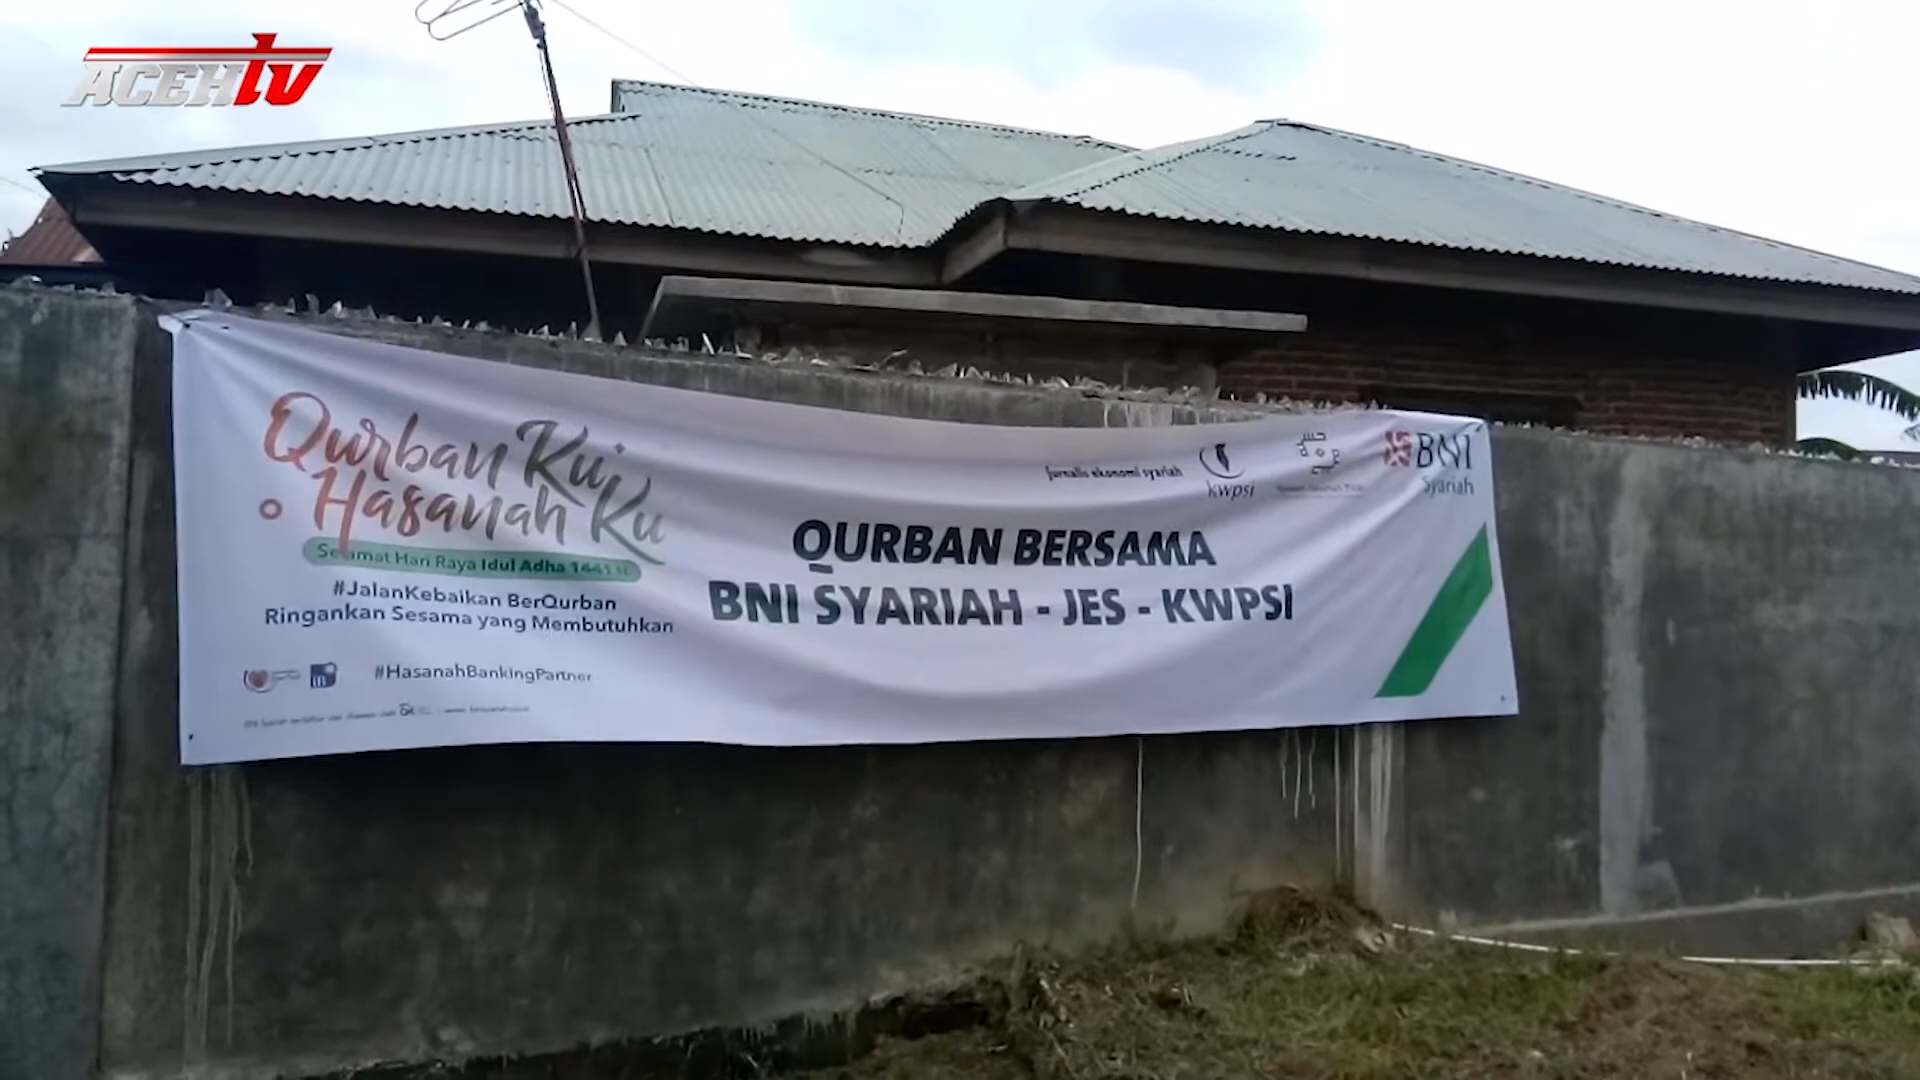 ACEHtv
Qurban Ku,
Hasanah Ku
Selamat Hari Raya Idul Adha 1441 H
#JalanKebaikan BerQurban
Ringankan Sesama yang Membutuhkan
#HasanahBankingPartner
jurnalis ekonomi syariah
kwpsi
BNI
Syariah
QURBAN BERSAMA
BNI SYARIAH - JES - KWPSI